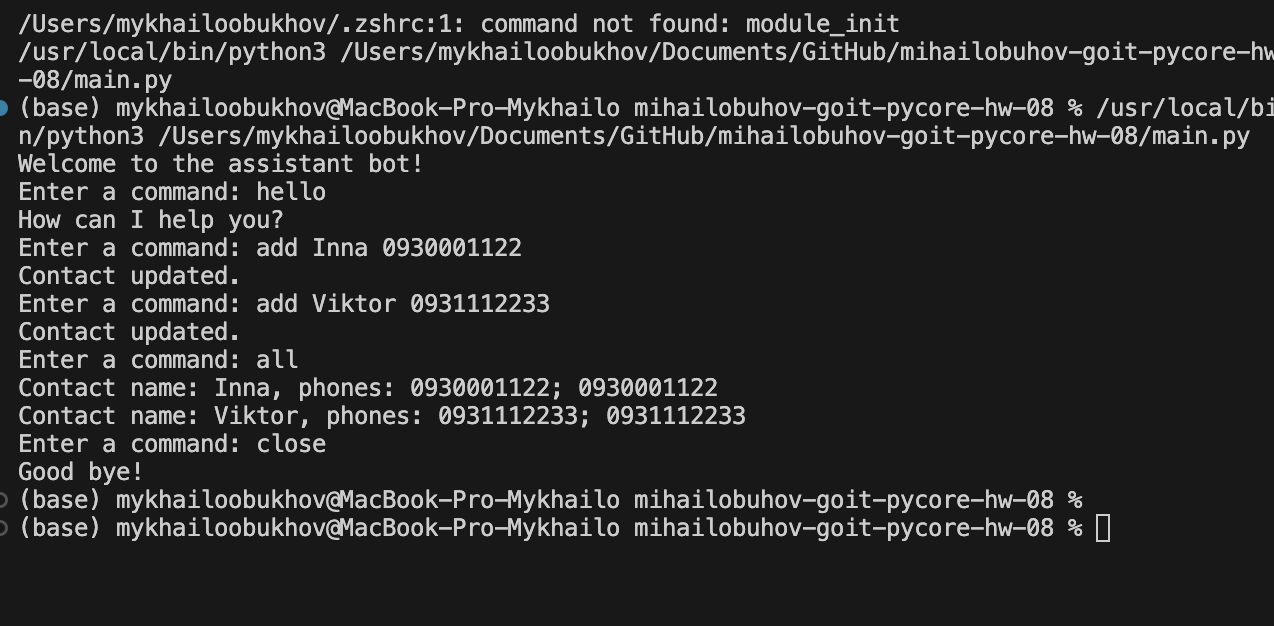 /Users/mykhailoobukhov/.zshrc:1: command not found: module_init
/usr/local/bin/python3 /Users/mykhailoobukhov/Documents/GitHub/mihailobuhov-goit-pycore-hw
-08/main.py
(base) mykhailoobukhov@MacBook-Pro-Mykhailo mihailobuhov-goit-pycore-hw-08 % /usr/local/bi
n/python3 /Users/mykhailoobukhov/Documents/GitHub/mihailobuhov-goit-pycore-hw-08/main.py
Welcome to the assistant bot!
Enter a command: hello
How can I help you?
Enter a command: add Inna 0930001122
Contact updated.
Enter a command: add Viktor 0931112233
Contact updated.
Enter a command: all
Contact name: Inna, phones: 0930001122; 0930001122
Contact name: Viktor, phones: 0931112233; 0931112233
Enter a command: close
Good bye!
(base) mykhailoobukhov@MacBook-Pro-Mykhailo mihailobuhov-goit-pycore-hw-08 %
(base) mykhailoobukhov@MacBook-Pro-Mykhailo mihailobuhov-goit-pycore-hw-08 %